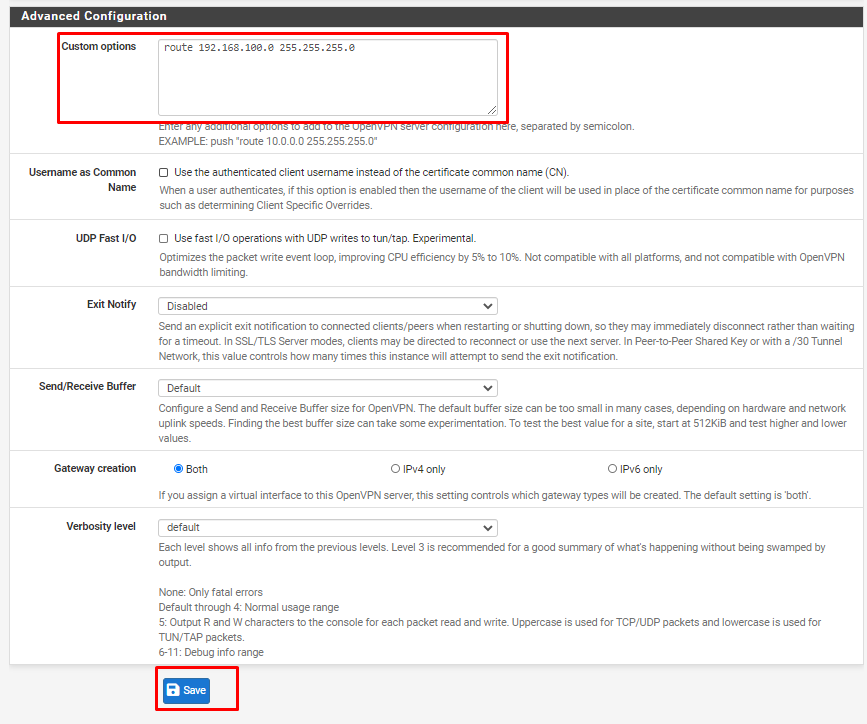 Advanced Configuration
Custom options
route 192.168.100.0 255.255.255.0
Enter any additional options to add to the OpenVPN server configuration here, separated by semicolon.
EXAMPLE: push "route 10.0.0.0 255.255.255.0"
Username as Common
Name
Use the authenticated client username instead of the certificate common name (CN).
When a user authenticates, if this option is enabled then the username of the client will be used in place of the certificate common name for purposes
such as determining Client Specific Overrides.
UDP Fast I/O
Use fast I/O operations with UDP writes to tun/tap. Experimental.
Optimizes the packet write event loop, improving CPU efficiency by 5% to 10%. Not compatible with all platforms, and not compatible with OpenVPN
bandwidth limiting.
Exit Notify
Disabled
Send an explicit exit notification to connected clients/peers when restarting or shutting down, so they may immediately disconnect rather than waiting
for a timeout. In SSL/TLS Server modes, clients may be directed to reconnect or use the next server. In Peer-to-Peer Shared Key or with a /30 Tunnel
Network, this value controls how many times this instance will attempt to send the exit notification.
Send/Receive Buffer
Default
Configure a Send and Receive Buffer size for OpenVPN. The default buffer size can be too small in many cases, depending on hardware and network
uplink speeds. Finding the best buffer size can take some experimentation. To test the best value for a site, start at 512KiB and test higher and lower
values.
Gateway creation
Both
IPv4 only
IPv6 only
If you assign a virtual interface to this OpenVPN server, this setting controls which gateway types will be created. The default setting is 'both'.
Verbosity level
default
Each level shows all info from the previous levels. Level 3 is recommended for a good summary of what's happening without being swamped by
output.
None: Only fatal errors
Default through 4: Normal usage range
5: Output R and W characters to the console for each packet read and write. Uppercase is used for TCP/UDP packets and lowercase is used for
TUN/TAP packets.
6-11: Debug info range
Save